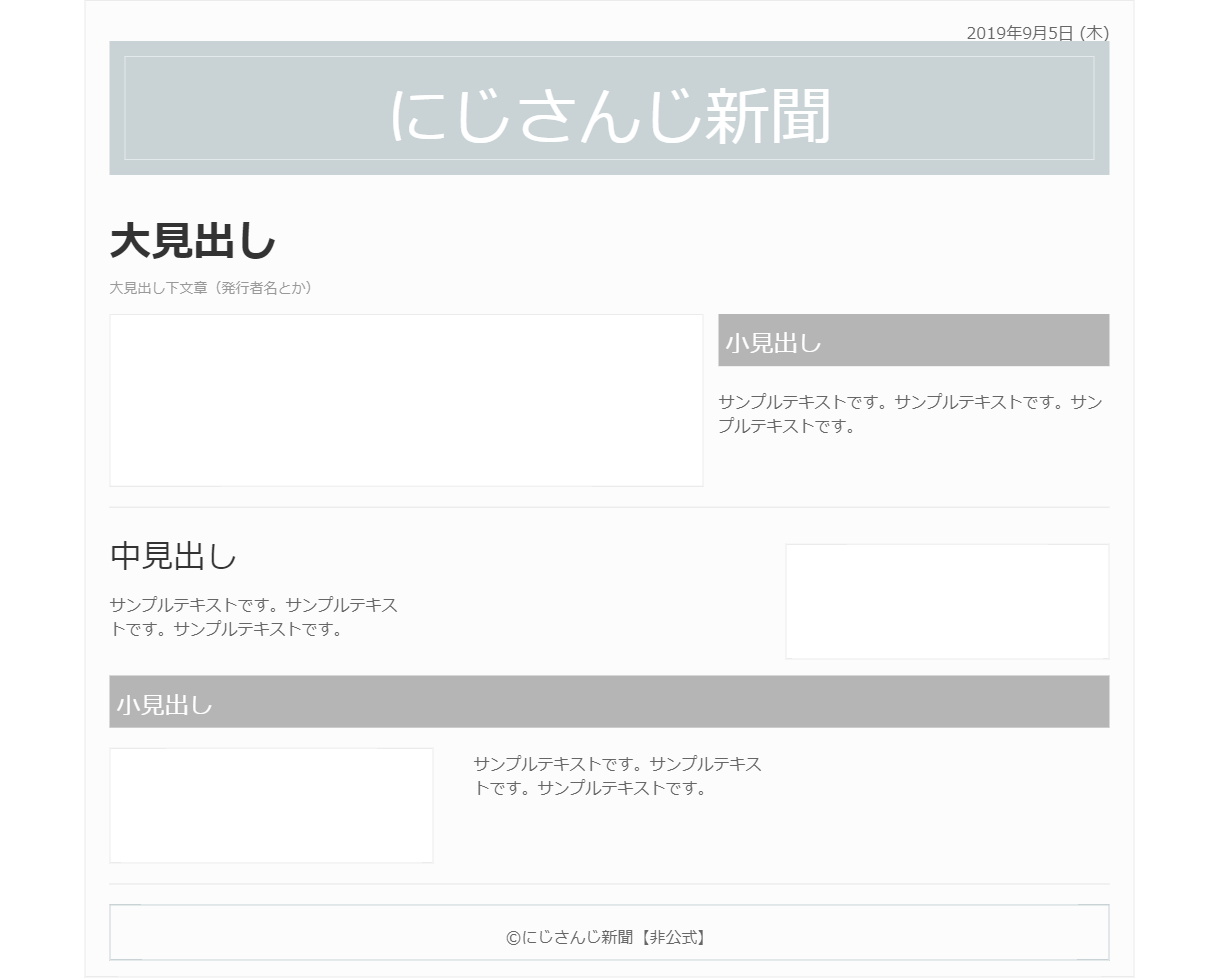 2019年9月5日 (木)
にじさんじ新聞
大見出し
大見出し下文章（発行者名とか）
小見出し
サンプルテキストです。サンプルテキストです。サン
プルテキストです。
中見出し
サンプルテキストです。サンプルテキス
トです。サンプルテキストです。
小見出し
サンプルテキストです。サンプルテキス
トです。サンプルテキストです。
©にじさんじ新聞【非公式】